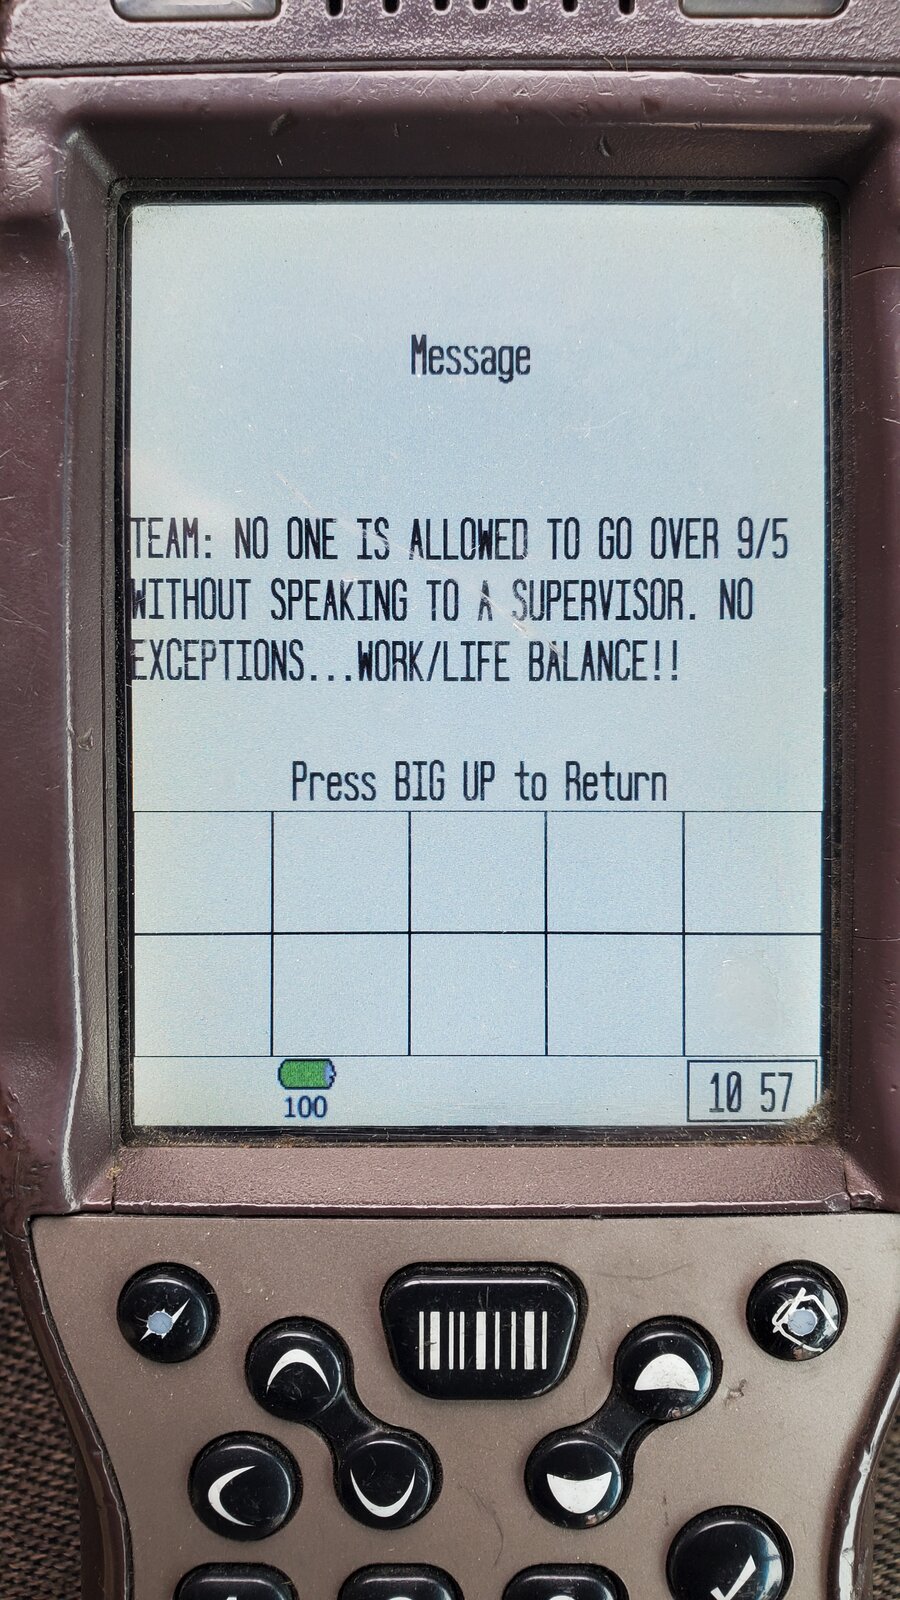 Message
TEAM: NO ONE IS ALLOWED TO GO OVER 9/5
WITHOUT SPEAKING TO A SUPERVISOR. NO
EXCEPTIONS...WORK/LIFE BALANCE!!
Press BIG UP to Return
100
10 57